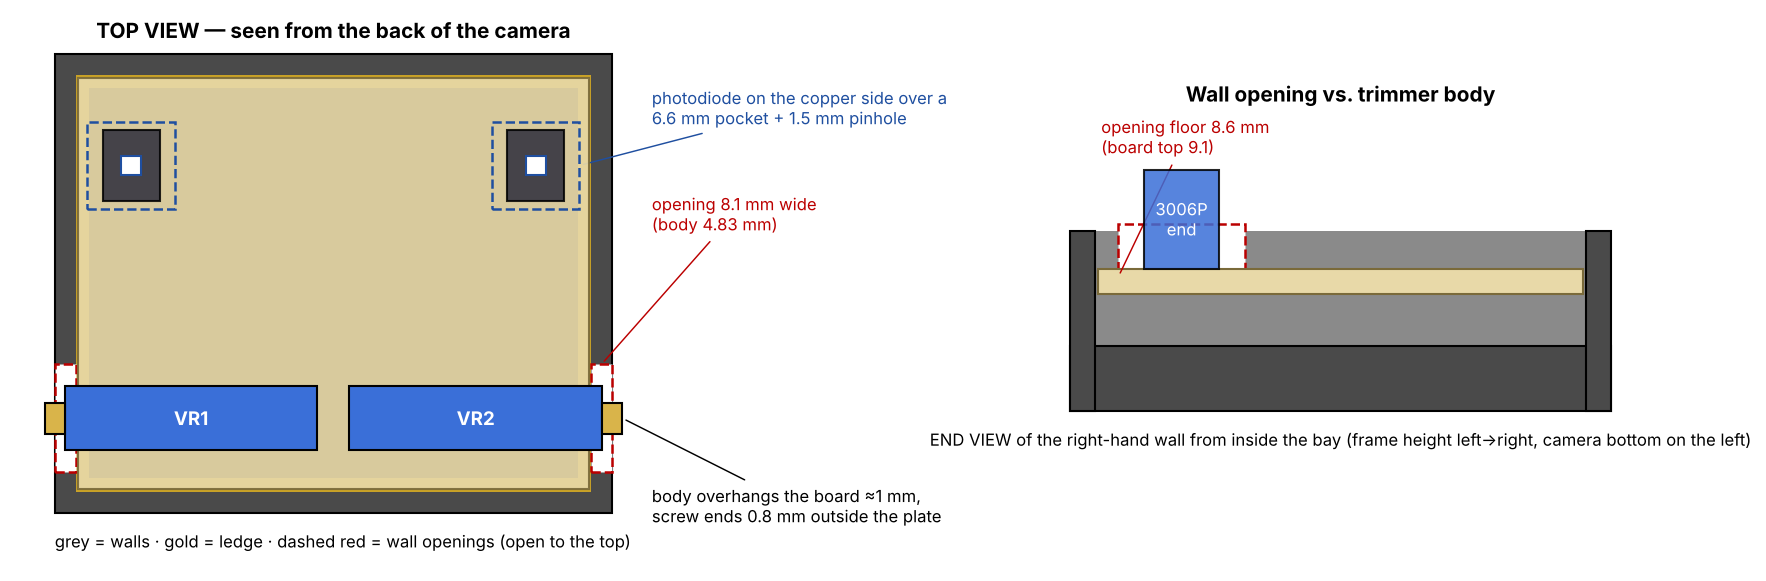 TOP VIEW — seen from the back of the camera
photodiode on the copper side over a
6.6 mm pocket + 1.5 mm pinhole
opening 8.1 mm wide
(body 4.83 mm)
VR1
VR2
body overhangs the board ≈1 mm,
screw ends 0.8 mm outside the plate
grey = walls · gold = ledge · dashed red = wall openings (open to the top)
Wall opening vs. trimmer body
opening floor 8.6 mm
(board top 9.1)
3006P
end
END VIEW of the right-hand wall from inside the bay (frame height left→right, camera bottom on the left)